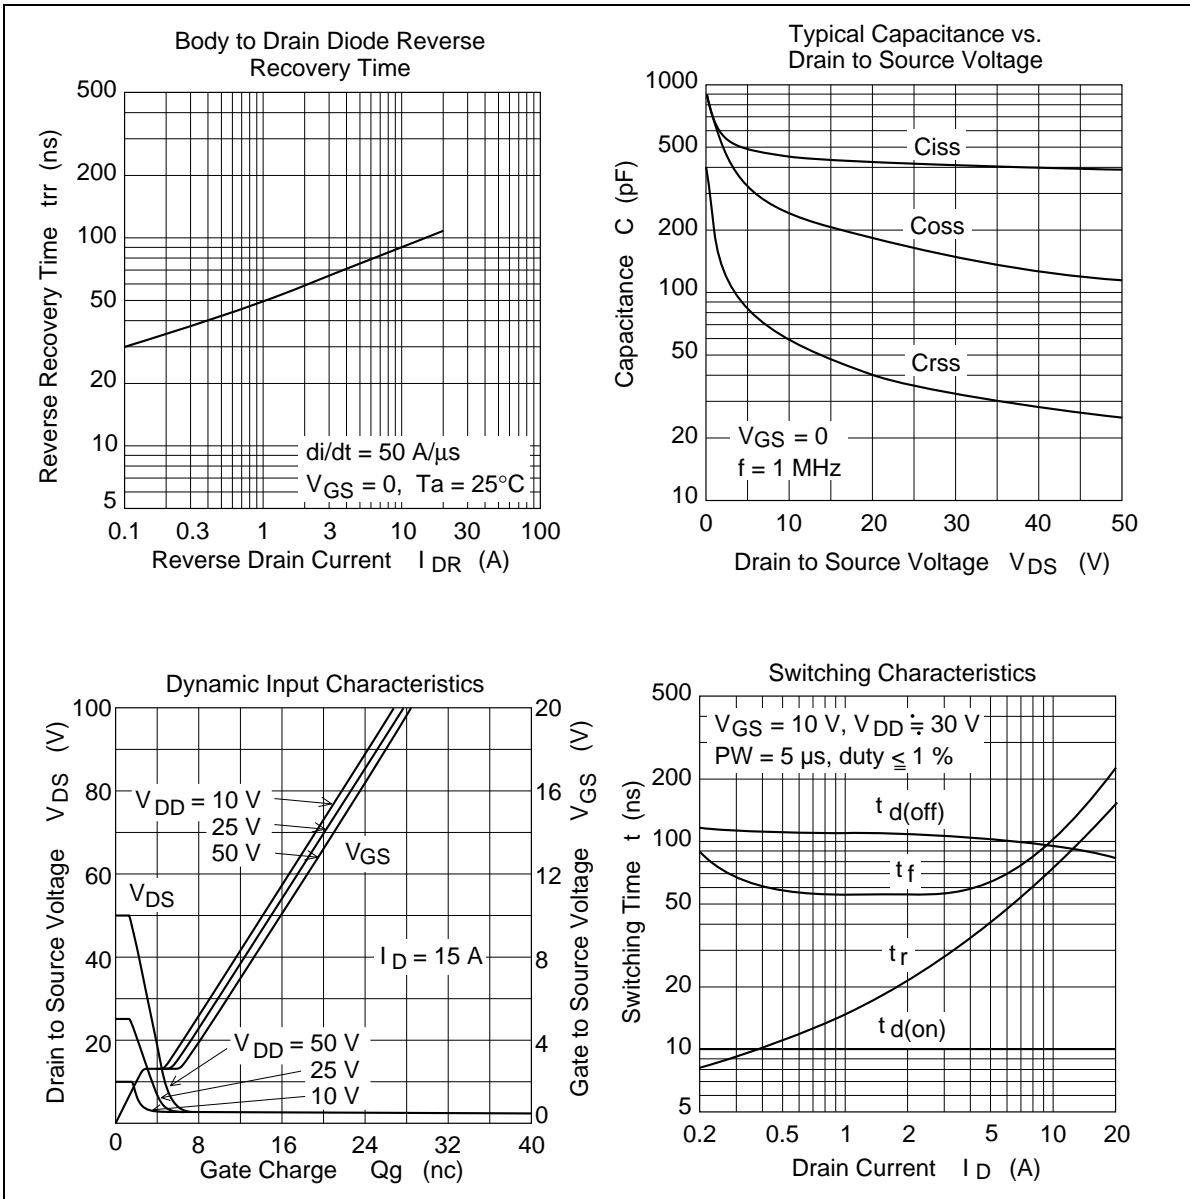 Body to Drain Diode Reverse
Recovery Time
500
200
100
50
20
10
5
Reverse Recovery Time trr (ns)
di/dt = 50 A/µs
VGS = 0, Ta = 25°C
0.1 0.3 1 3 10 30 100
Reverse Drain Current I DR (A)
Typical Capacitance vs.
Drain to Source Voltage
1000
500
200
100
50
20
10
Capacitance C (pF)
Ciss
Coss
Crss
VGS = 0
f = 1 MHz
0 10 20 30 40 50
Drain to Source Voltage VDS (V)
Dynamic Input Characteristics
100
80
60
40
20
Drain to Source Voltage VDS (V)
20
16
12
8
4
0
Gate to Source Voltage VGS (V)
VDD = 10 V
25 V
50 V
VGS
VDS
I D = 15 A
VDD = 50 V
25 V
10 V
0 8 16 24 32 40
Gate Charge Qg (nc)
Switching Characteristics
500
200
100
50
20
10
5
Switching Time t (ns)
VGS = 10 V, VDD ≒ 30 V
PW = 5 µs, duty ≦ 1 %
t d(off)
t f
t r
t d(on)
0.2 0.5 1 2 5 10 20
Drain Current I D (A)